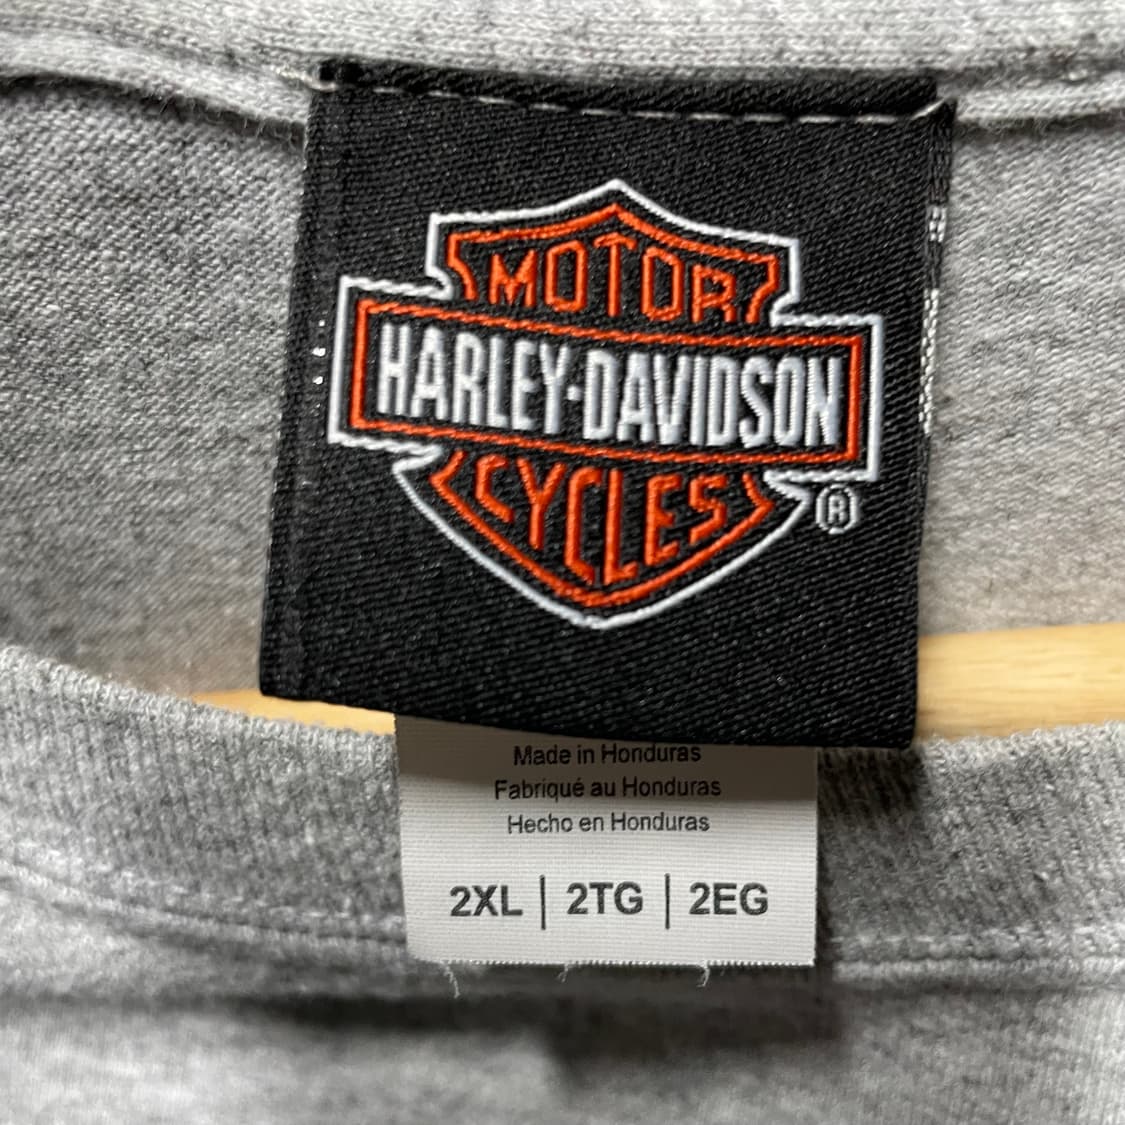 MOTOR
HARLEY-DAVIDSON
CYCLES
®
Made in Honduras
Fabriqué au Honduras
Hecho en Honduras
2XL | 2TG | 2EG